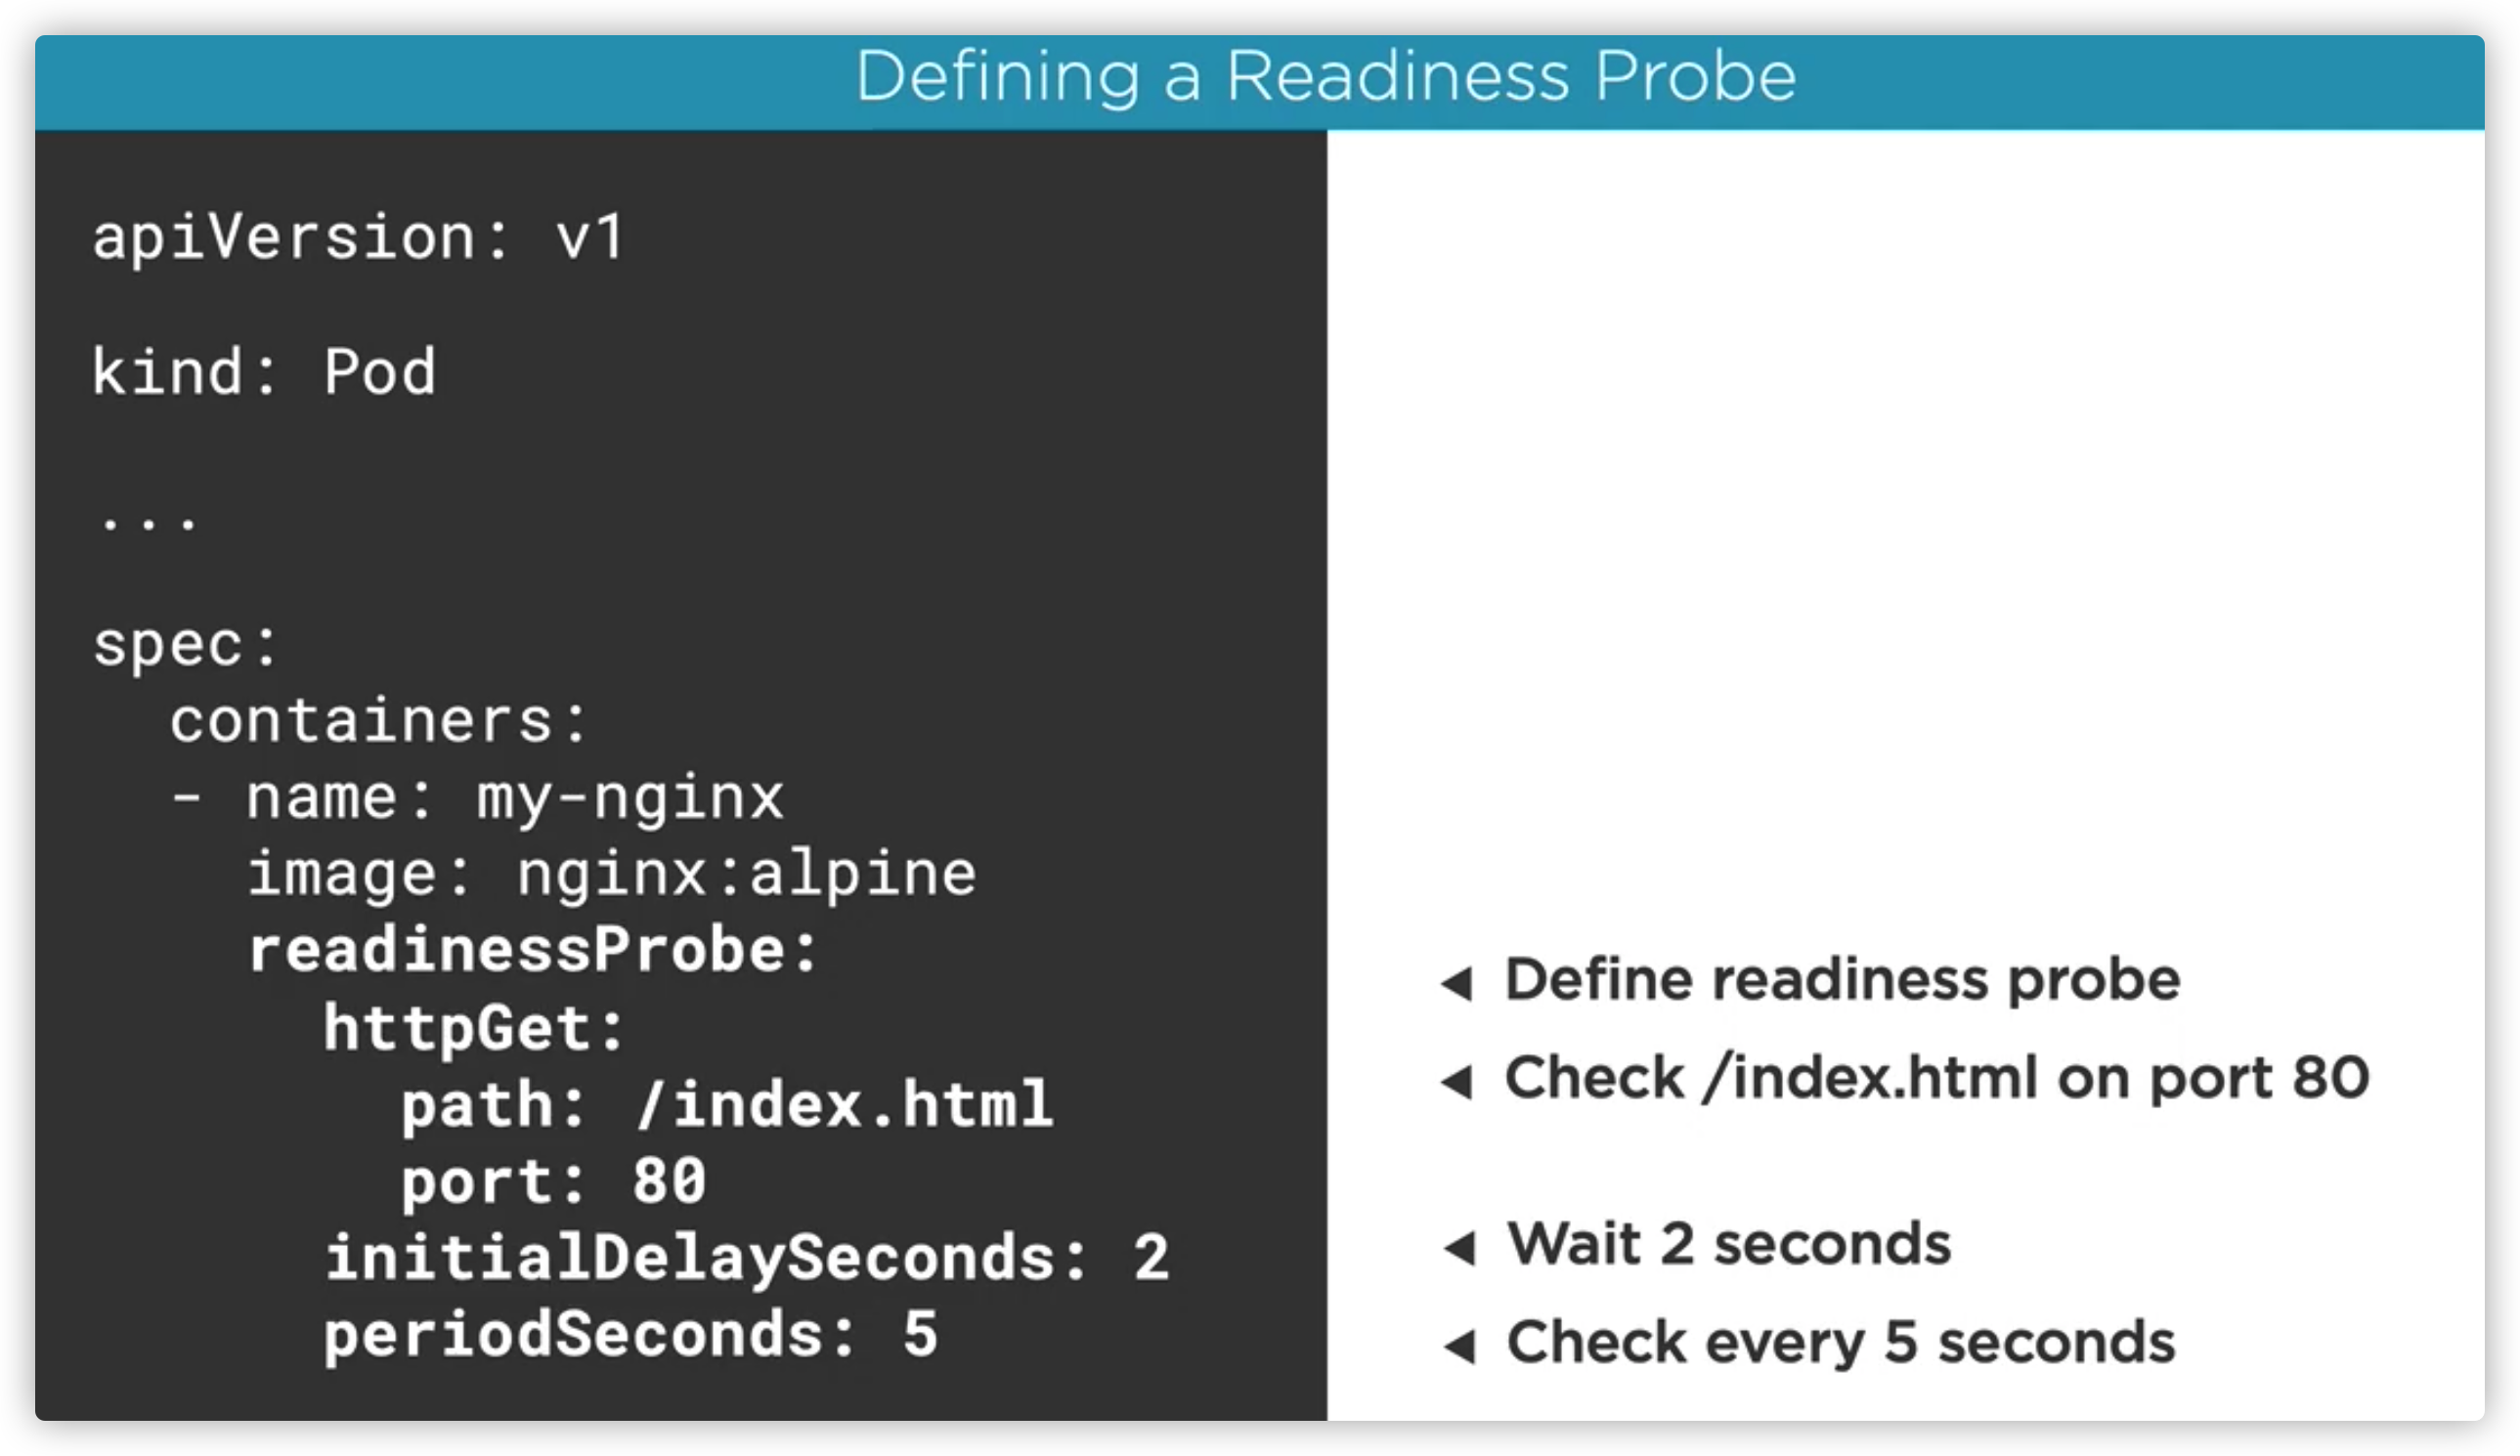 Defining a Readiness Probe
apiVersion: v1
kind: Pod
...
spec:
  containers:
  - name: my-nginx
    image: nginx:alpine
    readinessProbe:
      httpGet:
        path: /index.html
        port: 80
      initialDelaySeconds: 2
      periodSeconds: 5
◄ Define readiness probe
◄ Check /index.html on port 80
◄ Wait 2 seconds
◄ Check every 5 seconds